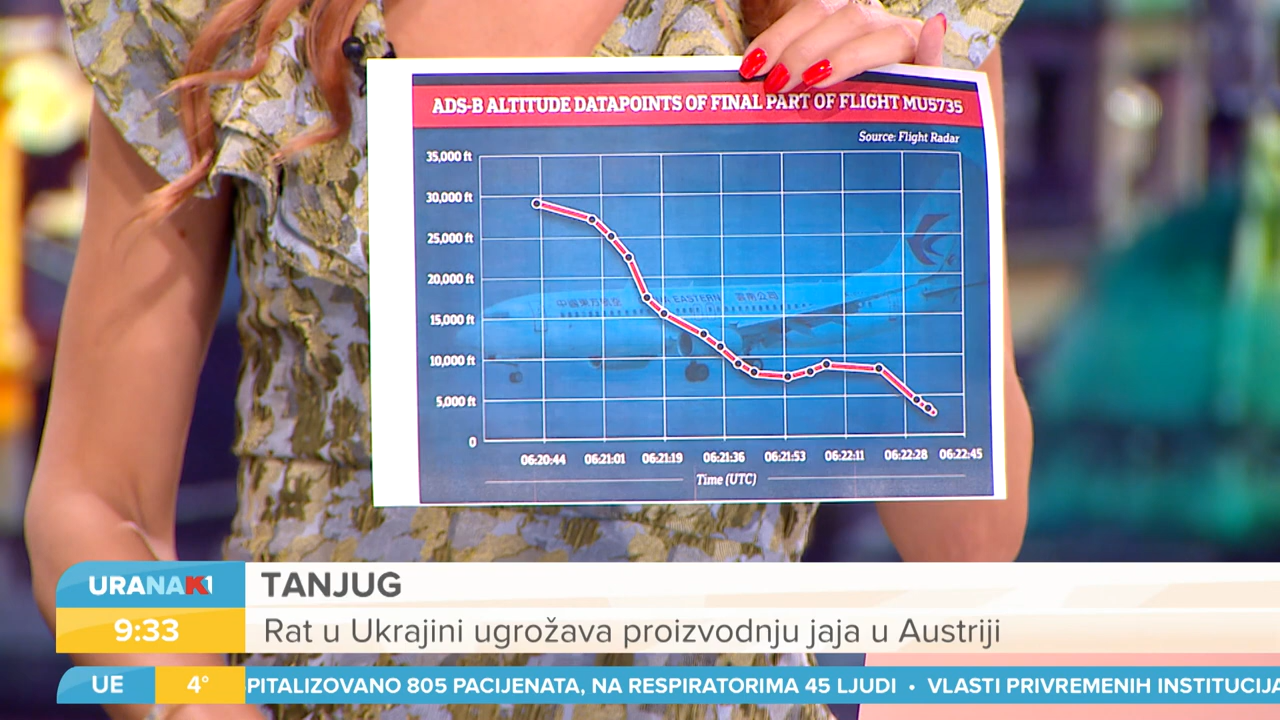 ADS-B ALTITUDE DATAPOINTS OF FINAL PART OF FLIGHT MU5735
Source: Flight Radar
35,000 ft
30,000 ft
25,000 ft
20,000 ft
15,000 ft
10,000 ft
5,000 ft
0
EASTERN
06:20:44 06:21:01 06:21:19 06:21:36 06:21:53 06:22:11 06:22:28 06:22:45
Time (UTC)
URANAK1
TANJUG
9:33
Rat u Ukrajini ugrožava proizvodnju jaja u Austriji
UE 4° PITALIZOVANO 805 PACIJENATA, NA RESPIRATORIMA 45 LJUDI • VLASTI PRIVREMENIH INSTITUCIJA